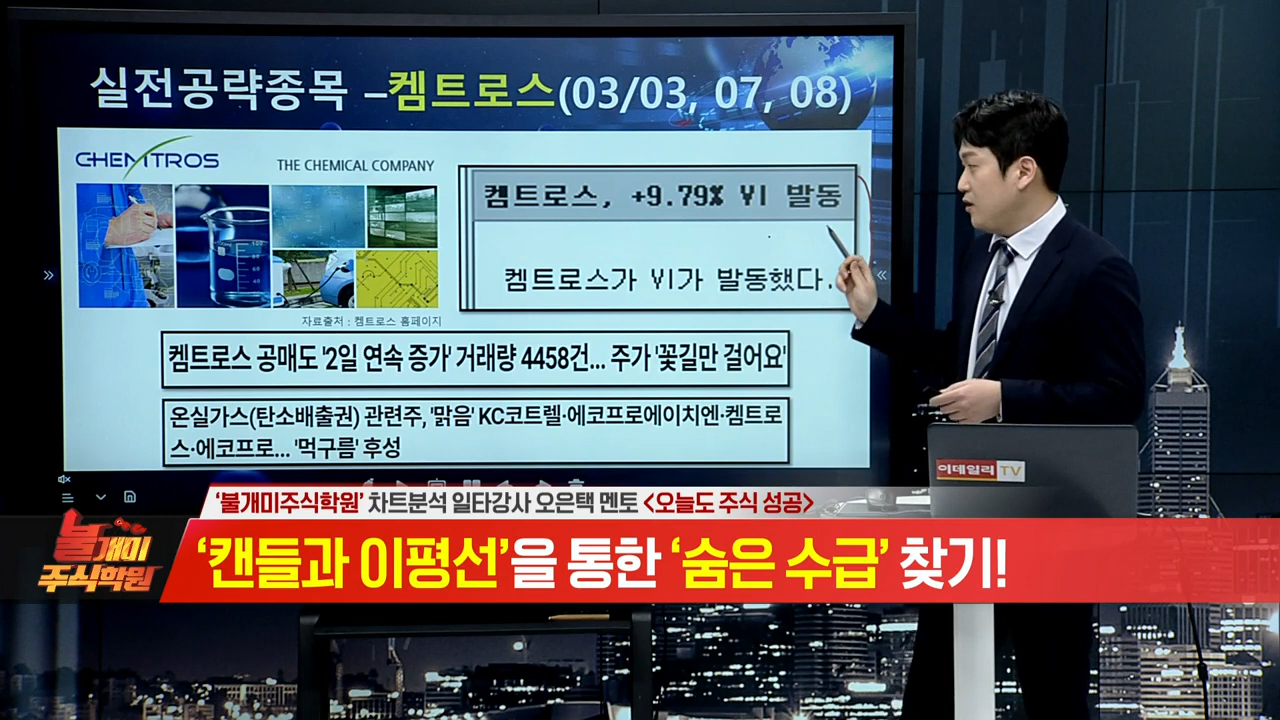 실전공략종목 –켐트로스(03/03, 07, 08)
CHEMTROS
THE CHEMICAL COMPANY
켐트로스, +9.79% VI 발동
켐트로스가 VI가 발동했다.
자료출처 : 켐트로스 홈페이지
켐트로스 공매도 '2일 연속 증가' 거래량 4458건... 주가 '꽃길만 걸어요'
온실가스(탄소배출권) 관련주, '맑음' KC코트렐·에코프로에이치엔·켐트로
스·에코프로... '먹구름' 후성
이데일리 TV
‘불개미주식학원’ 차트분석 일타강사 오은택 멘토 <오늘도 주식 성공>
불개미
주식학원
‘캔들과 이평선’을 통한 ‘숨은 수급’ 찾기!